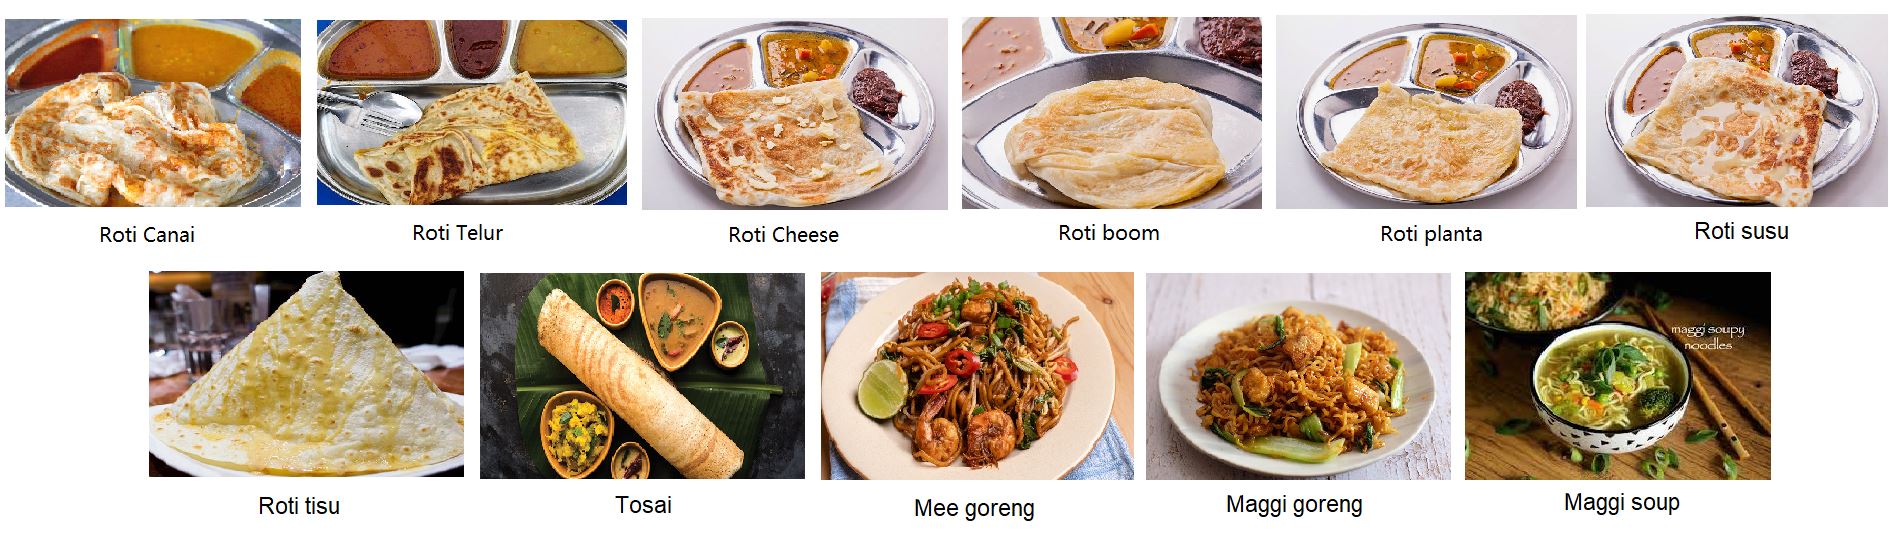 Roti Canai
Roti Telur
Roti Cheese
Roti boom
Roti planta
Roti susu
maggi soupy
noodles
Roti tisu
Tosai
Mee goreng
Maggi goreng
Maggi soup